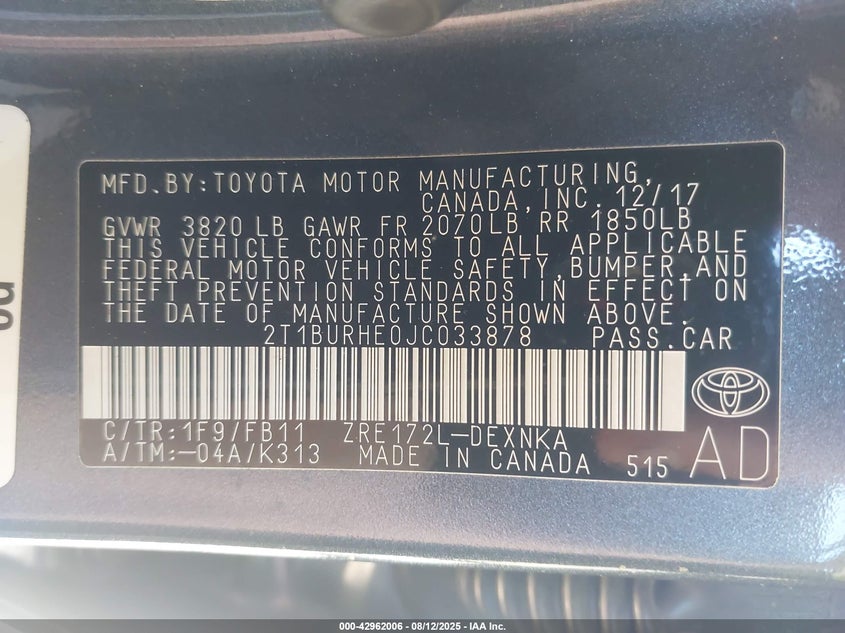 MFD.BY:TOYOTA MOTOR MANUFACTURING,
CANADA,INC. 12/17
GVWR 3820 LB GAWR FR 2070LB RR 1850LB
THIS VEHICLE CONFORMS TO ALL APPLICABLE
FEDERAL MOTOR VEHICLE SAFETY,BUMPER,AND
THEFT PREVENTION STANDARDS IN EFFECT ON
THE DATE OF MANUFACTURE SHOWN ABOVE.
2T1BURHE0JC033878 PASS.CAR
C/TR:1F9/FB11 ZRE172L-DEXNKA
A/TM:-04A/K313 MADE IN CANADA 515 AD
000-42962006 - 08/12/2025 - IAA Inc.